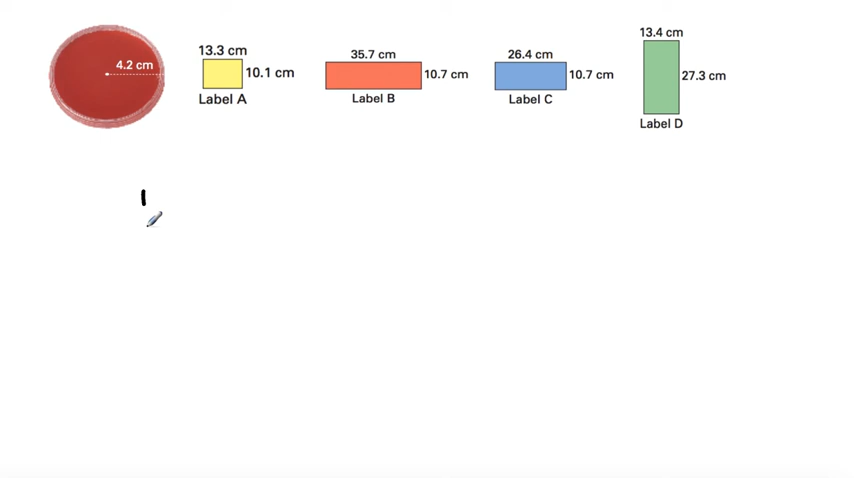 4.2 cm
13.3 cm
10.1 cm
Label A
35.7 cm
10.7 cm
Label B
26.4 cm
10.7 cm
Label C
13.4 cm
27.3 cm
Label D